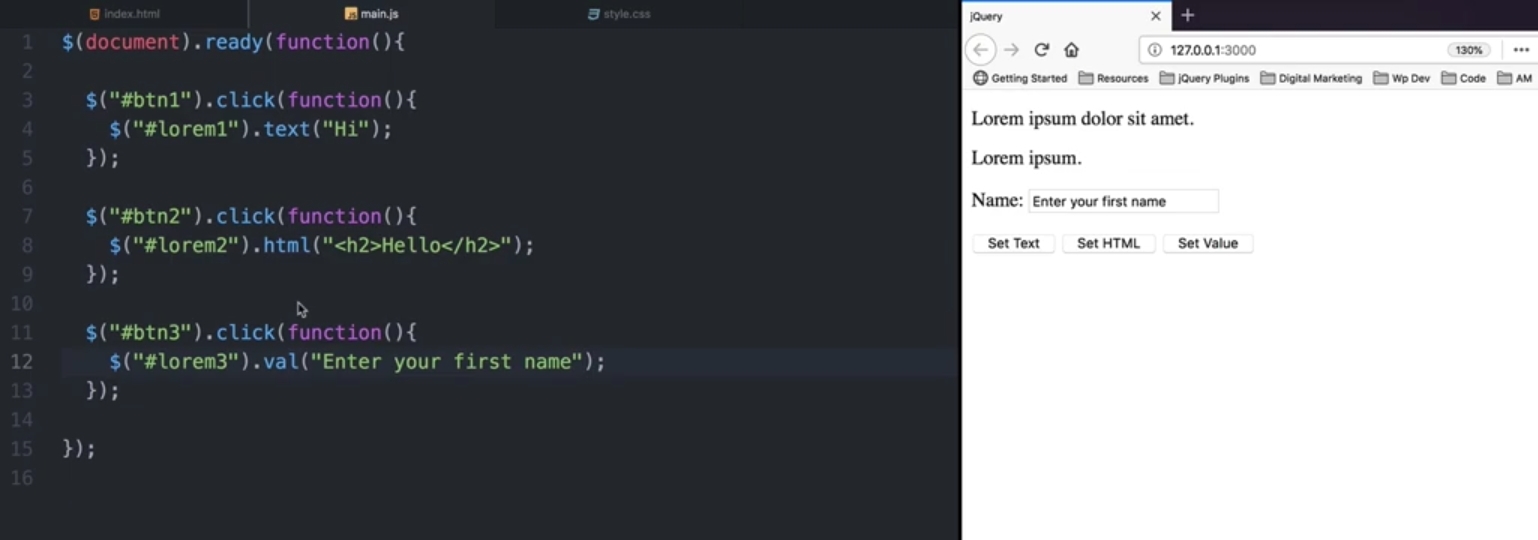 index.html
main.js
style.css
1 $(document).ready(function(){
2
3   $("#btn1").click(function(){
4     $("#lorem1").text("Hi");
5   });
6
7   $("#btn2").click(function(){
8     $("#lorem2").html("<h2>Hello</h2>");
9   });
10
11   $("#btn3").click(function(){
12     $("#lorem3").val("Enter your first name");
13   });
14
15 });
16
jQuery
127.0.0.1:3000 130%
Getting Started Resources jQuery Plugins Digital Marketing Wp Dev Code AM
Lorem ipsum dolor sit amet.
Lorem ipsum.
Name: Enter your first name
Set Text Set HTML Set Value